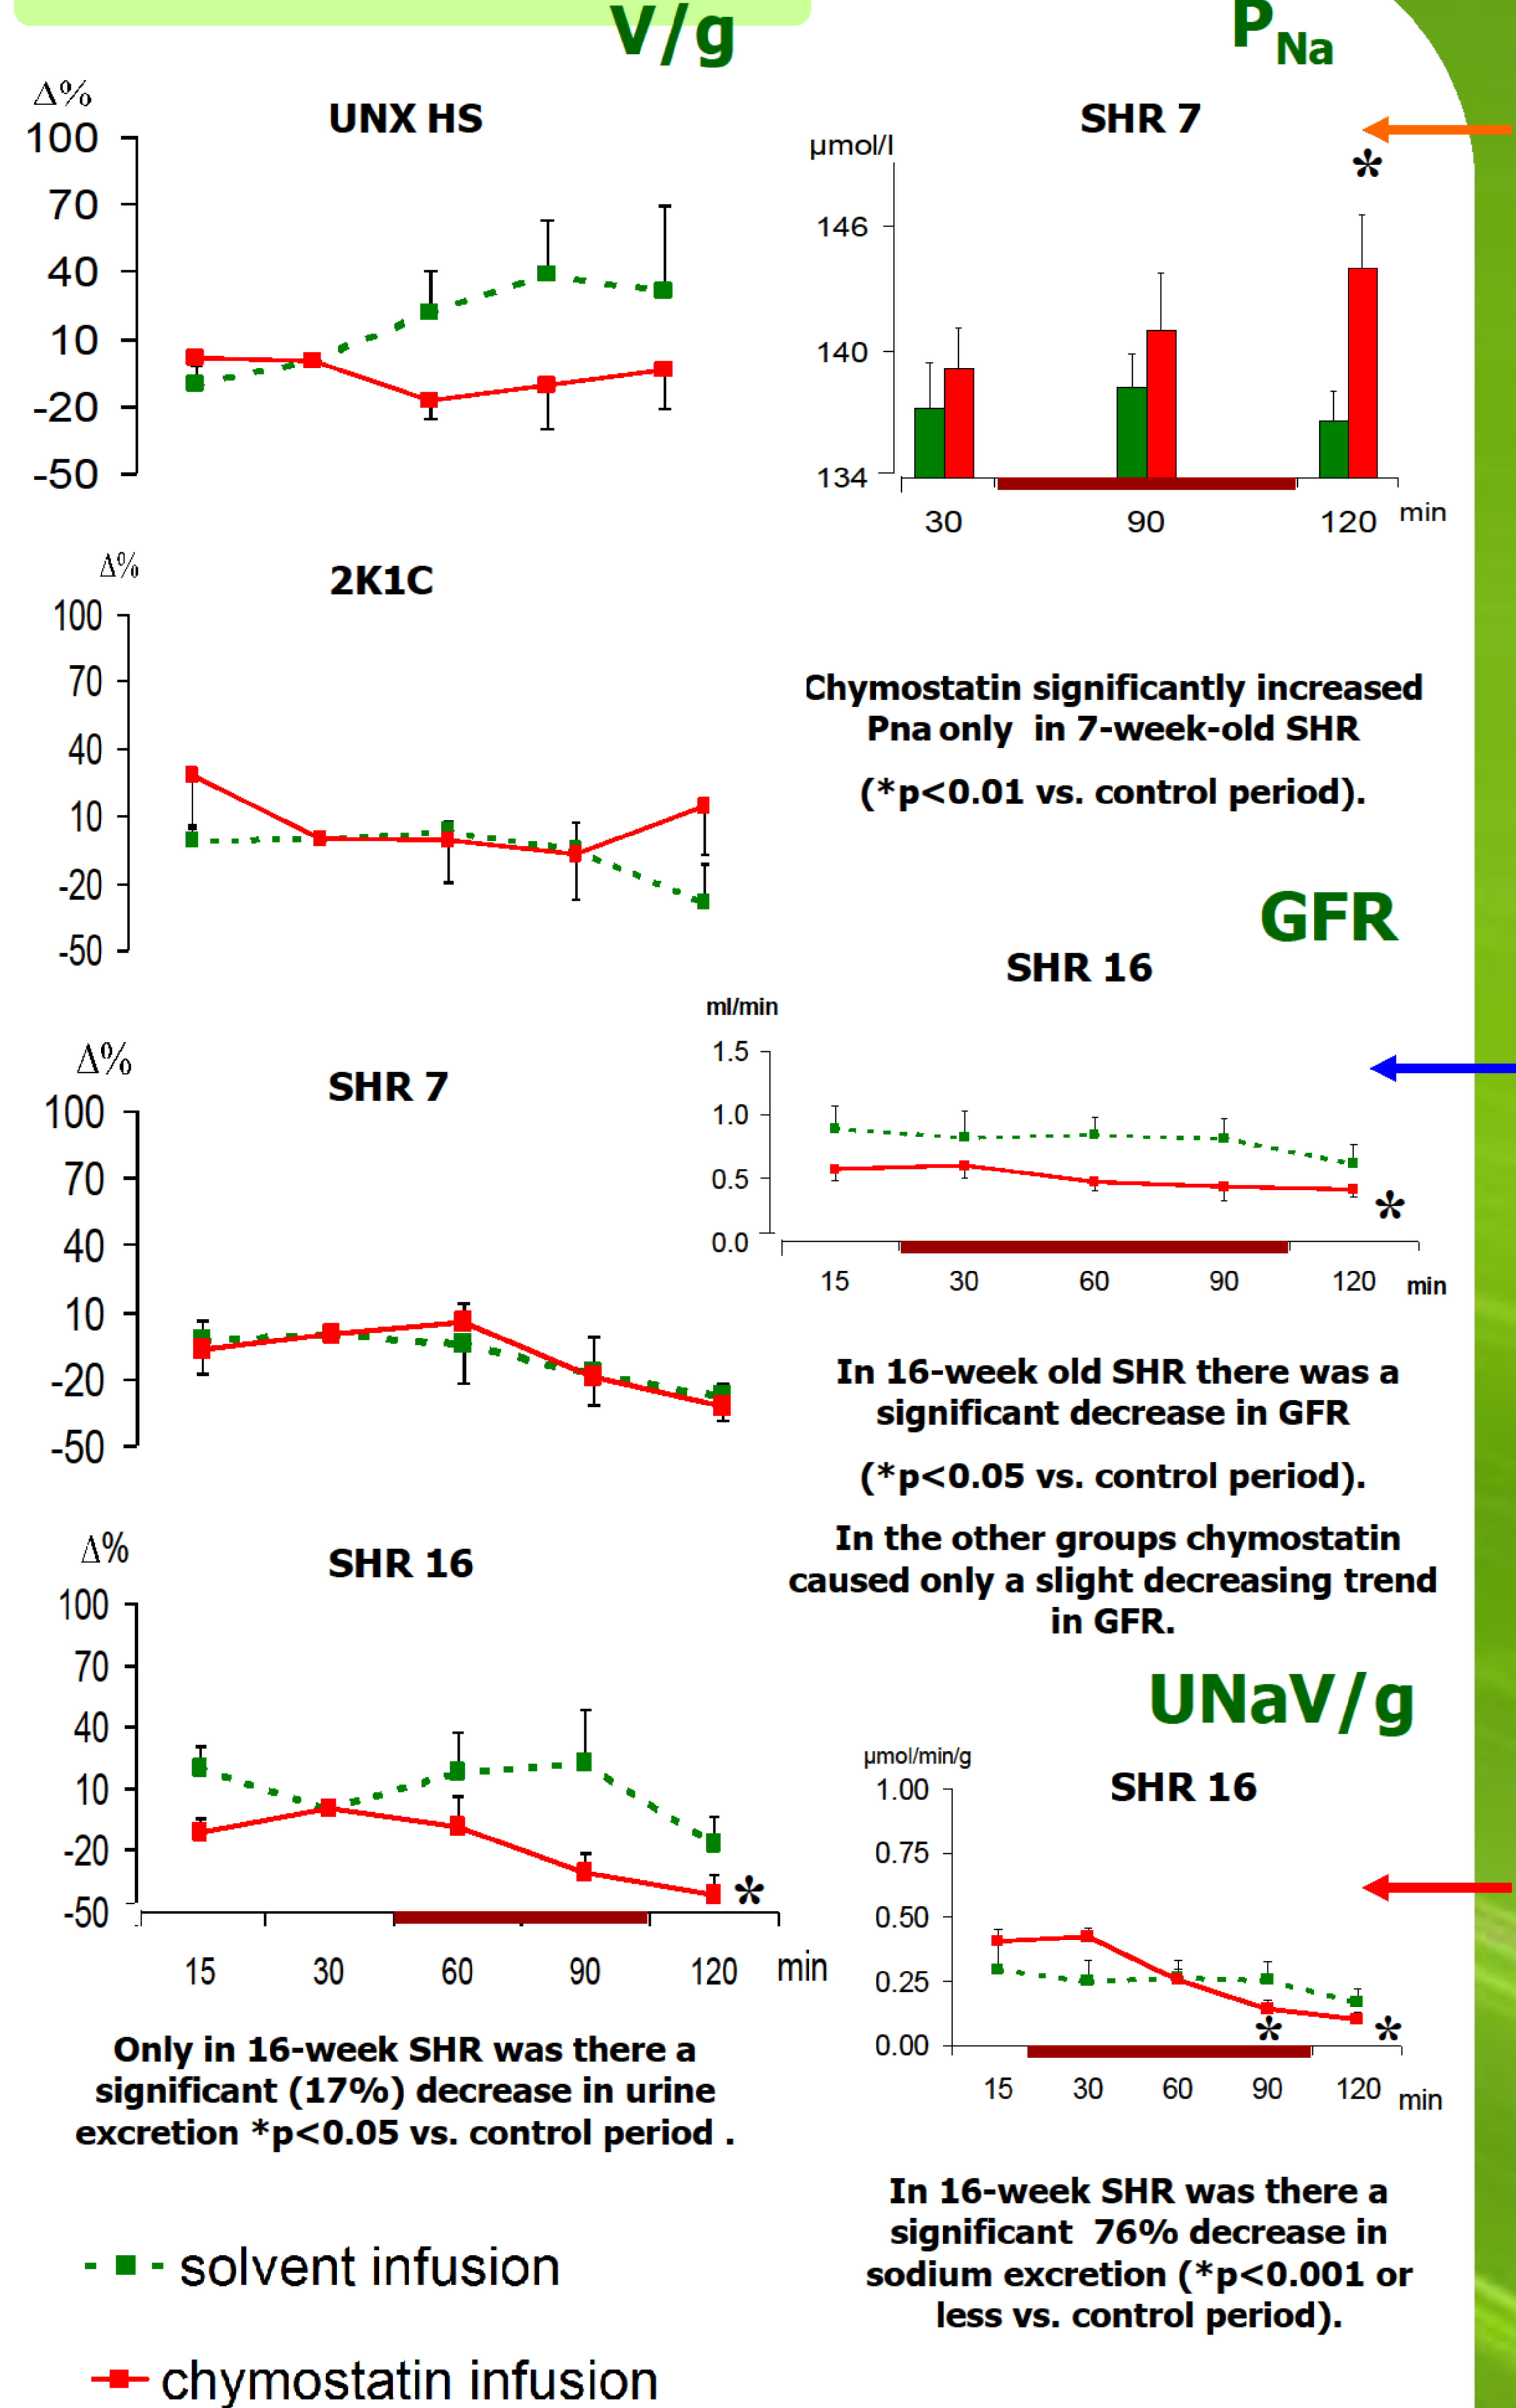 V/g
Δ%
UNX HS
100
70
40
10
-20
-50
Δ%
2K1C
100
70
40
10
-20
-50
Δ%
SHR 7
100
70
40
10
-20
-50
Δ%
SHR 16
100
70
40
10
-20
-50
15 30 60 90 120 min
Only in 16-week SHR was there a
significant (17%) decrease in urine
excretion *p<0.05 vs. control period .
solvent infusion
chymostatin infusion
PNa
SHR 7
µmol/l
*
146
140
134
30 90 120 min
Chymostatin significantly increased
Pna only in 7-week-old SHR
(*p<0.01 vs. control period).
GFR
SHR 16
ml/min
1.5
1.0
0.5
*
0.0
15 30 60 90 120 min
In 16-week old SHR there was a
significant decrease in GFR
(*p<0.05 vs. control period).
In the other groups chymostatin
caused only a slight decreasing trend
in GFR.
UNaV/g
µmol/min/g
SHR 16
1.00
0.75
0.50
0.25
* *
0.00
15 30 60 90 120 min
In 16-week SHR was there a
significant 76% decrease in
sodium excretion (*p<0.001 or
less vs. control period).
*